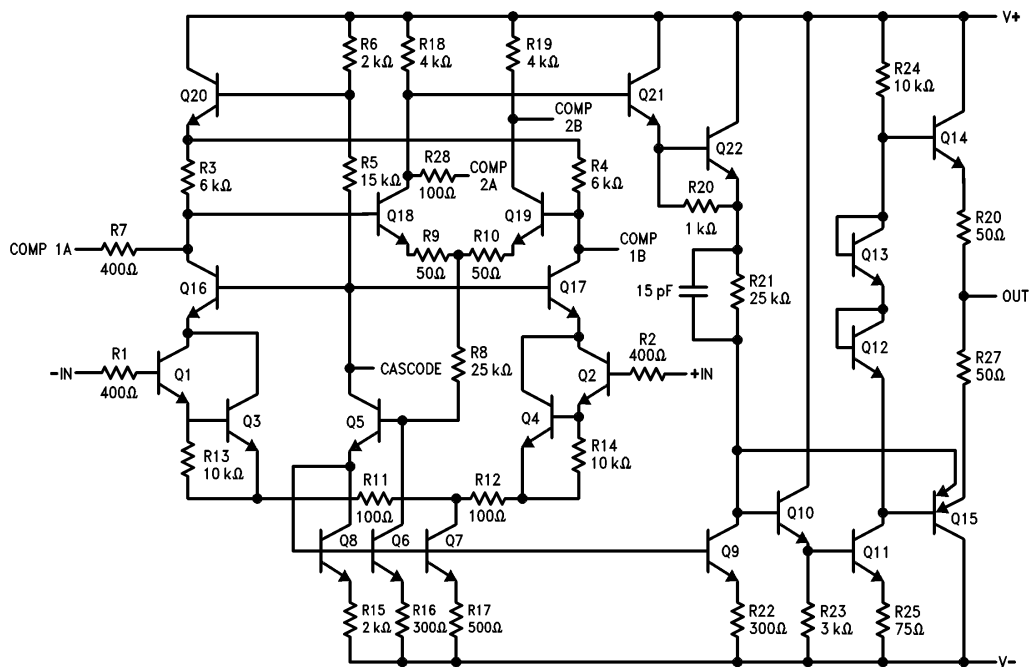 V+
R6
2 kΩ
R18
4 kΩ
R19
4 kΩ
R24
10 kΩ
Q20
Q21
COMP
2B
Q14
Q22
R3
6 kΩ
R5
15 kΩ
R28
100Ω
COMP
2A
R4
6 kΩ
Q18
Q19
R20
1 kΩ
R20
50Ω
COMP 1A
R7
400Ω
R9
50Ω
R10
50Ω
COMP
1B
Q13
Q16
Q17
15 pF
R21
25 kΩ
OUT
Q12
-IN
R1
400Ω
Q1
CASCODE
R8
25 kΩ
Q2
R2
400Ω
+IN
R27
50Ω
Q3
Q5
Q4
R13
10 kΩ
R14
10 kΩ
R11
100Ω
R12
100Ω
Q10
Q15
Q8
Q6
Q7
Q9
Q11
R15
2 kΩ
R16
300Ω
R17
500Ω
R22
300Ω
R23
3 kΩ
R25
75Ω
V-